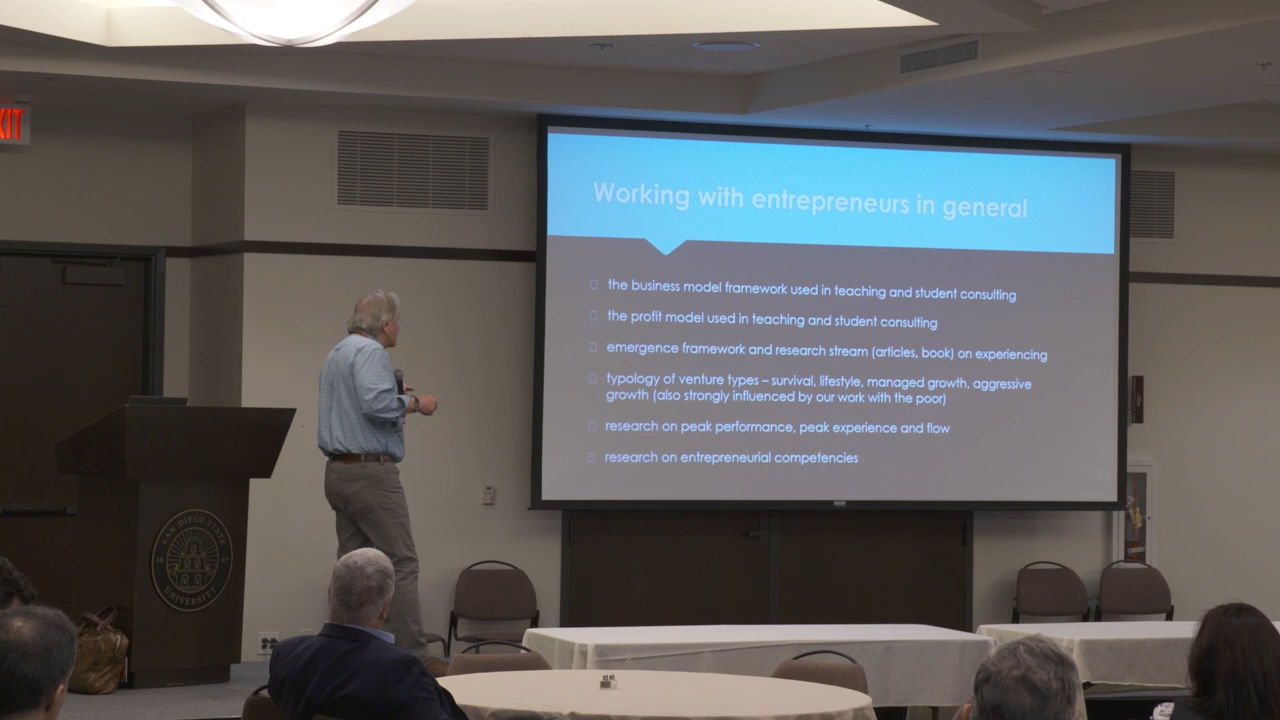 XIT
Working with entrepreneurs in general
the business model framework used in teaching and student consulting
the profit model used in teaching and student consulting
emergence framework and research stream (articles, book) on experiencing
typology of venture types – survival, lifestyle, managed growth, aggressive
growth (also strongly influenced by our work with the poor)
research on peak performance, peak experience and flow
research on entrepreneurial competencies
SAN DIEGO STATE
18 97
UNIVERSITY